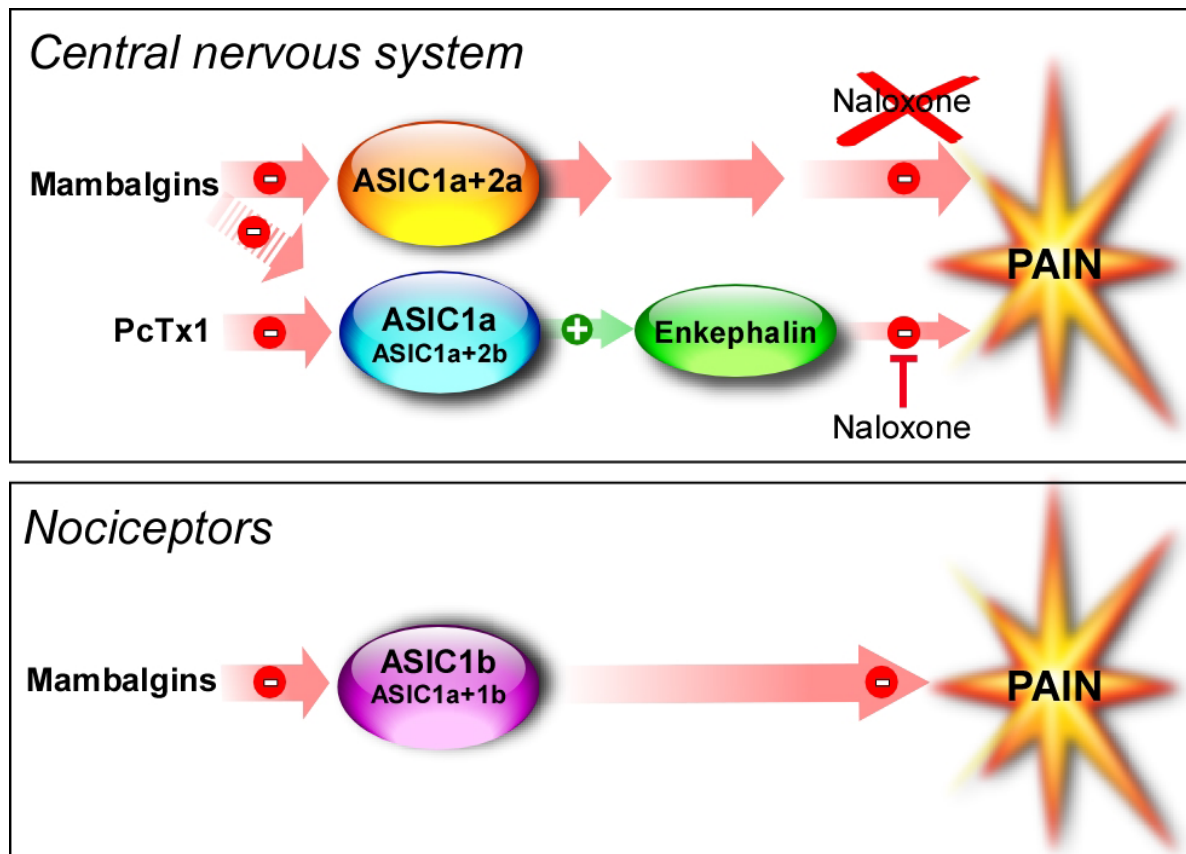 Central nervous system
Naloxone
Mambalgins
ASIC1a+2a
PAIN
PcTx1
ASIC1a
ASIC1a+2b
Enkephalin
Naloxone
Nociceptors
Mambalgins
ASIC1b
ASIC1a+1b
PAIN